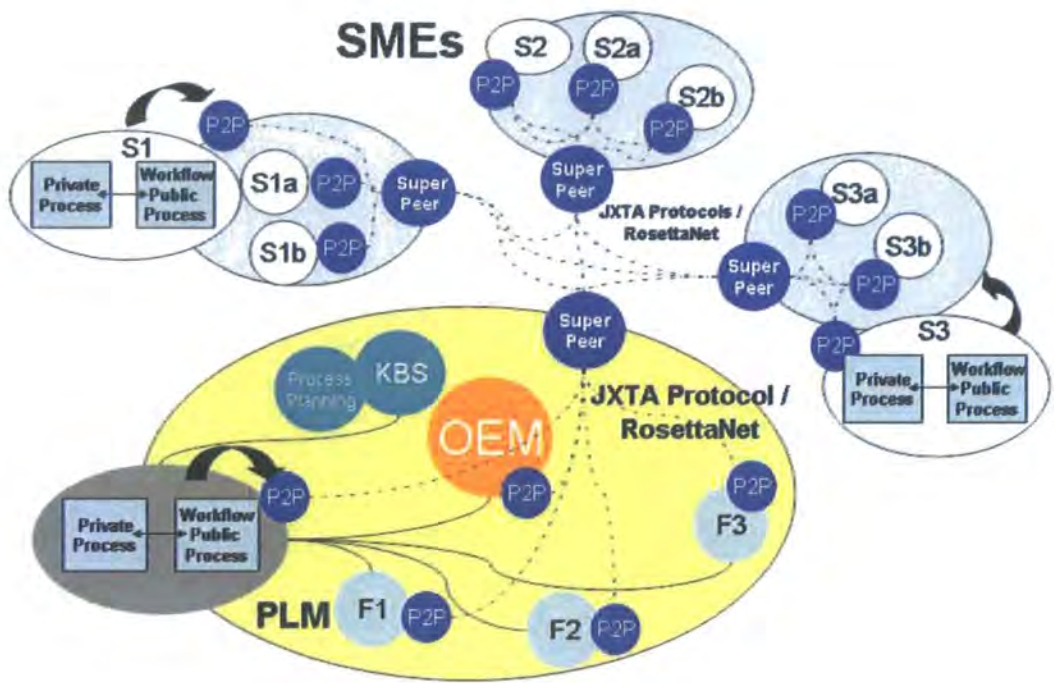 SMEs
S2
S2a
S2b
P2P
P2P
P2P
Super
Peer
P2P
S1
Private
Process
Workflow
Public
Process
S1a
P2P
S1b
P2P
Super
Peer
JXTA Protocols /
RosettaNet
Super
Peer
S3a
P2P
S3b
P2P
P2P
S3
Private
Process
Workflow
Public
Process
Super
Peer
Process
Planning
KBS
OEM
P2P
JXTA Protocol /
RosettaNet
P2P
F3
Private
Process
Workflow
Public
Process
P2P
PLM
F1
P2P
F2
P2P